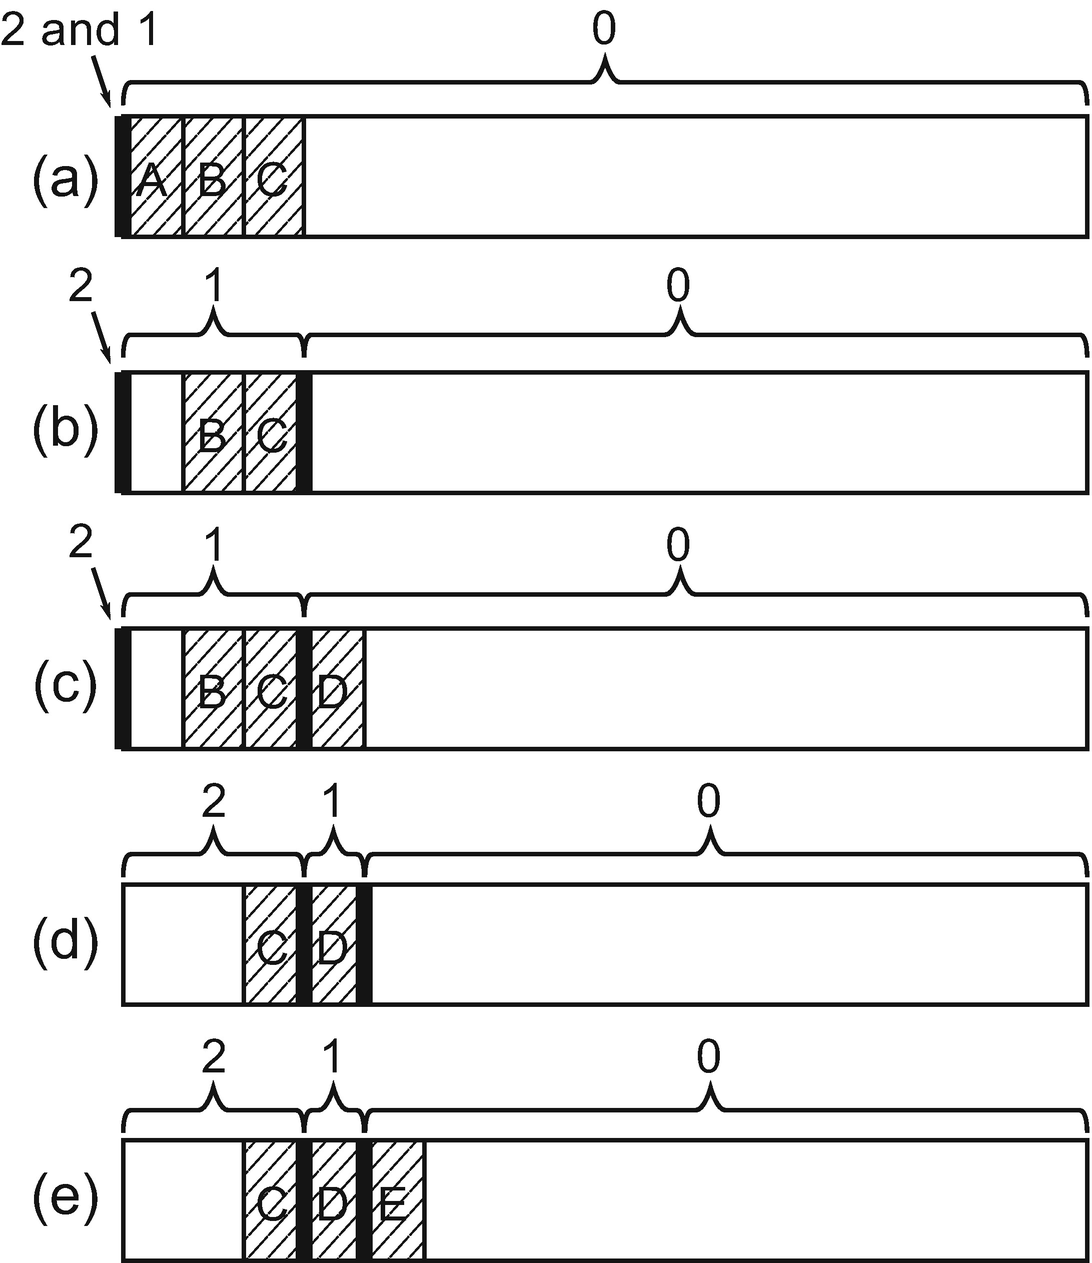 2 and 1 0
(a) A B C
2 1 0
(b) B C
2 1 0
(c) B C D
2 1 0
(d) C D
2 1 0
(e) C D E